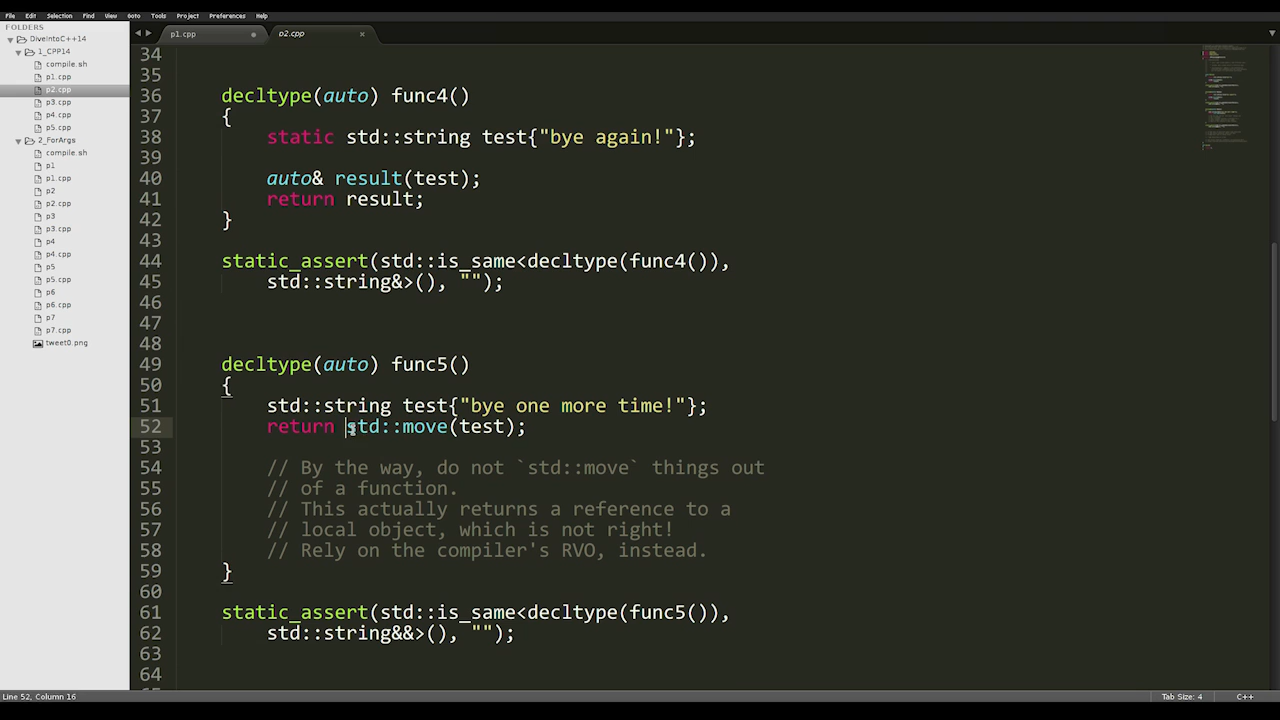 File Edit Selection Find View Goto Tools Project Preferences Help
FOLDERS
DiveIntoC++14
1_CPP14
compile.sh
p1.cpp
p2.cpp
p3.cpp
p4.cpp
p5.cpp
2_ForArgs
compile.sh
p1
p1.cpp
p2
p2.cpp
p3
p3.cpp
p4
p4.cpp
p5
p5.cpp
p6
p6.cpp
p7
p7.cpp
tweet0.png
p1.cpp p2.cpp
34
35
36 decltype(auto) func4()
37 {
38 static std::string test{"bye again!"};
39
40 auto& result(test);
41 return result;
42 }
43
44 static_assert(std::is_same<decltype(func4()),
45 std::string&>(), "");
46
47
48
49 decltype(auto) func5()
50 {
51 std::string test{"bye one more time!"};
52 return std::move(test);
53
54 // By the way, do not `std::move` things out
55 // of a function.
56 // This actually returns a reference to a
57 // local object, which is not right!
58 // Rely on the compiler's RVO, instead.
59 }
60
61 static_assert(std::is_same<decltype(func5()),
62 std::string&&>(), "");
63
64
Line 52, Column 16 Tab Size: 4 C++